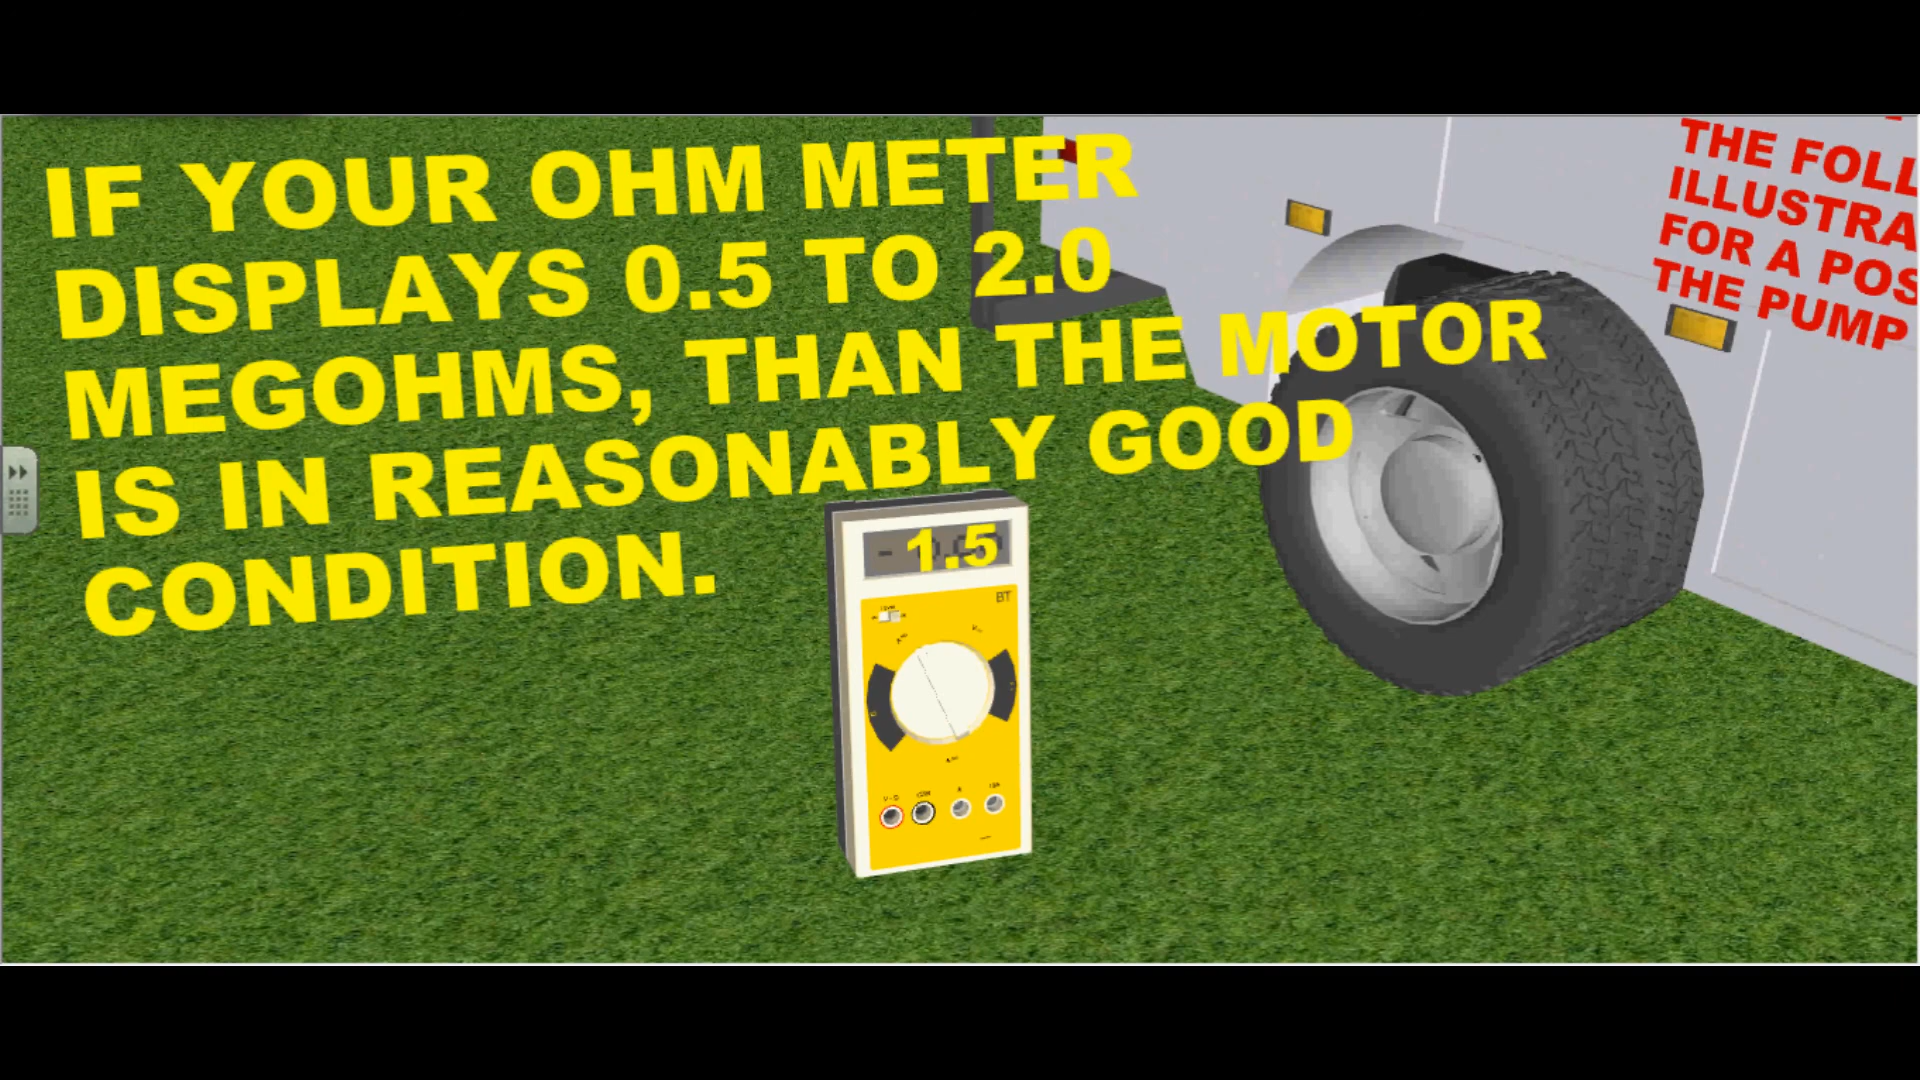 IF YOUR OHM METER
DISPLAYS 0.5 TO 2.0
MEGOHMS, THAN THE MOTOR
IS IN REASONABLY GOOD
CONDITION.
1.5
BT
THE FOLL
ILLUSTRA
FOR A POS
THE PUMP